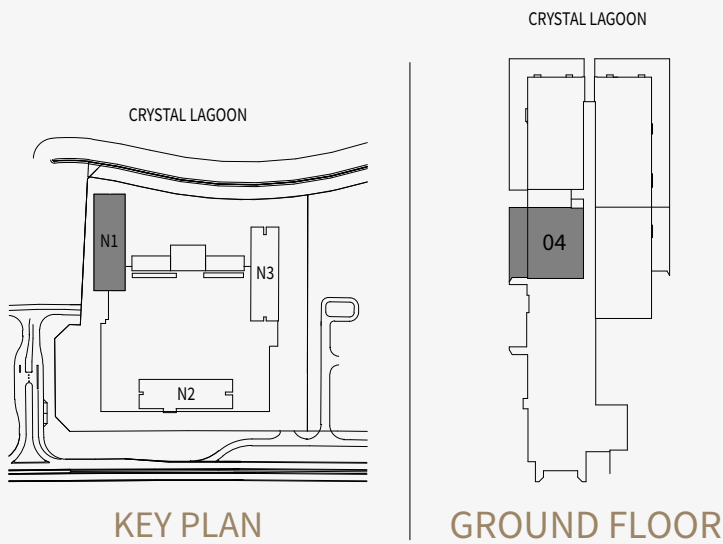 CRYSTAL LAGOON
N1
N3
N2
KEY PLAN
CRYSTAL LAGOON
04
GROUND FLOOR